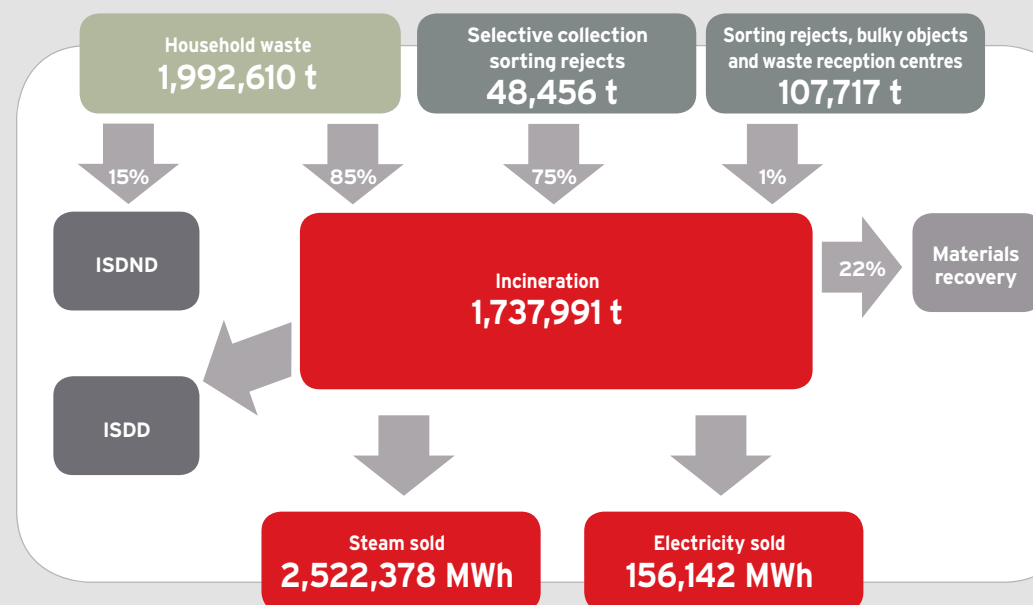 Household waste
1,992,610 t
Selective collection
sorting rejects
48,456 t
Sorting rejects, bulky objects
and waste reception centres
107,717 t
15%
85%
75%
1%
ISDND
Incineration
1,737,991 t
22%
Materials
recovery
ISDD
Steam sold
2,522,378 MWh
Electricity sold
156,142 MWh